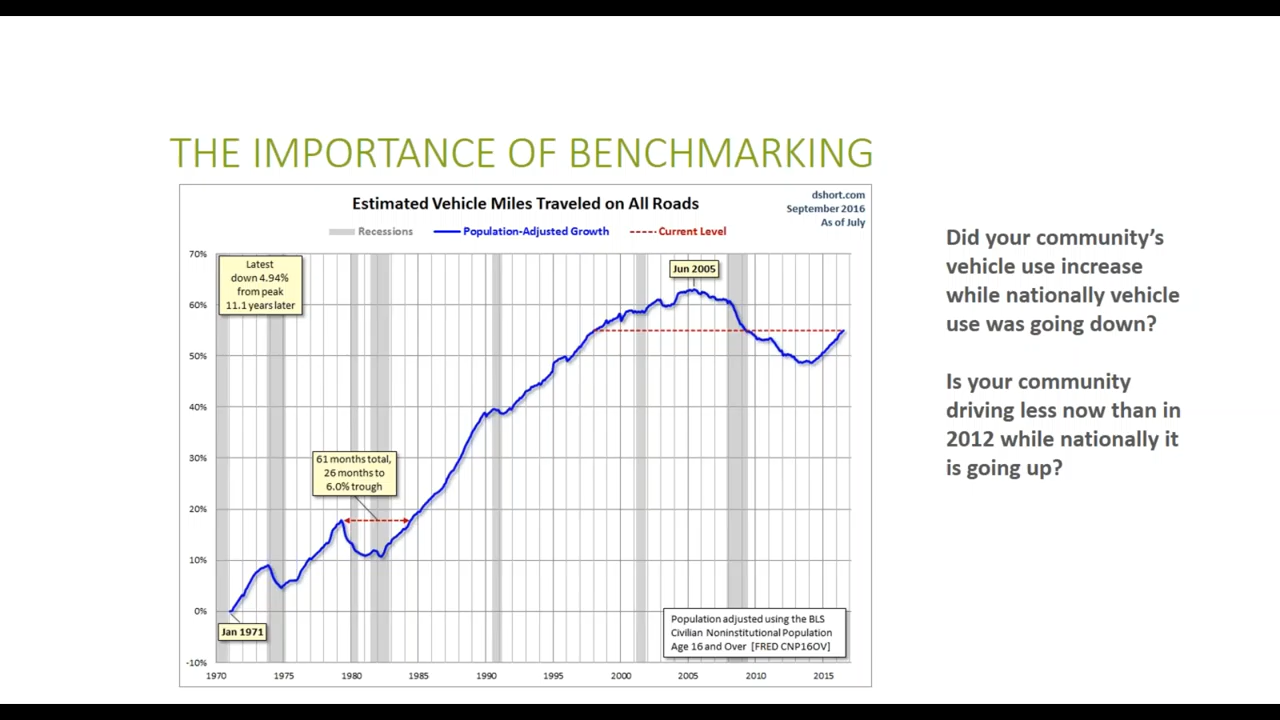 THE IMPORTANCE OF BENCHMARKING
Estimated Vehicle Miles Traveled on All Roads
dshort.com
September 2016
As of July
Recessions
Population-Adjusted Growth
Current Level
70%
60%
50%
40%
30%
20%
10%
0%
-10%
Latest
down 4.94%
from peak
11.1 years later
Jun 2005
61 months total,
26 months to
6.0% trough
Jan 1971
Population adjusted using the BLS
Civilian Noninstitutional Population
Age 16 and Over [FRED CNP16OV]
1970 1975 1980 1985 1990 1995 2000 2005 2010 2015
Did your community's
vehicle use increase
while nationally vehicle
use was going down?
Is your community
driving less now than in
2012 while nationally it
is going up?